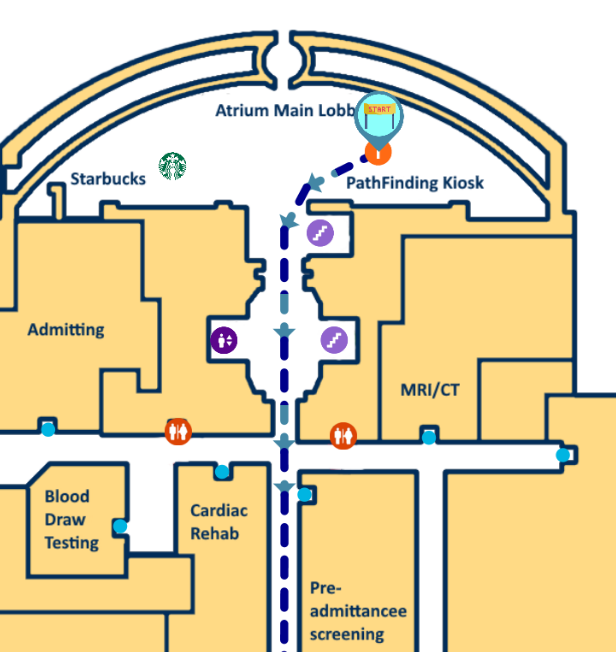 Atrium Main Lobb
START
Starbucks
PathFinding Kiosk
Admitting
MRI/CT
Blood
Draw
Testing
Cardiac
Rehab
Pre-
admittancee
screening